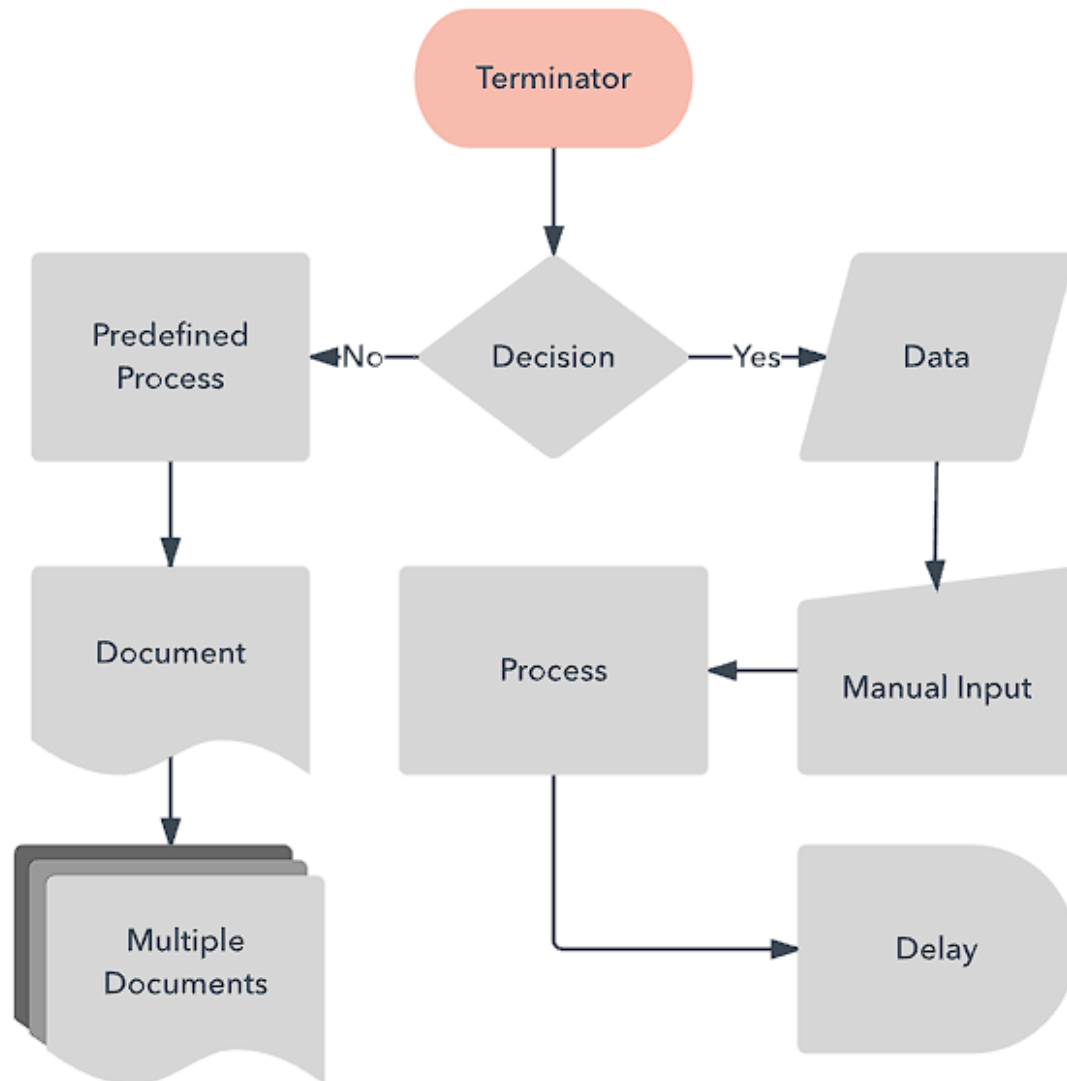 Terminator
Predefined
Process
No
Decision
Yes
Data
Document
Process
Manual Input
Multiple
Documents
Delay